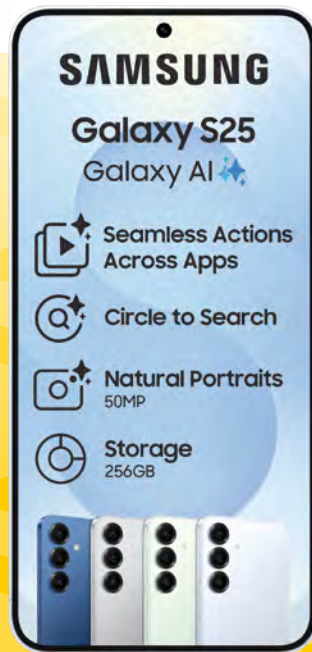 SAMSUNG
Galaxy S25
Galaxy AI
Seamless Actions
Across Apps
Circle to Search
Natural Portraits
50MP
Storage
256GB